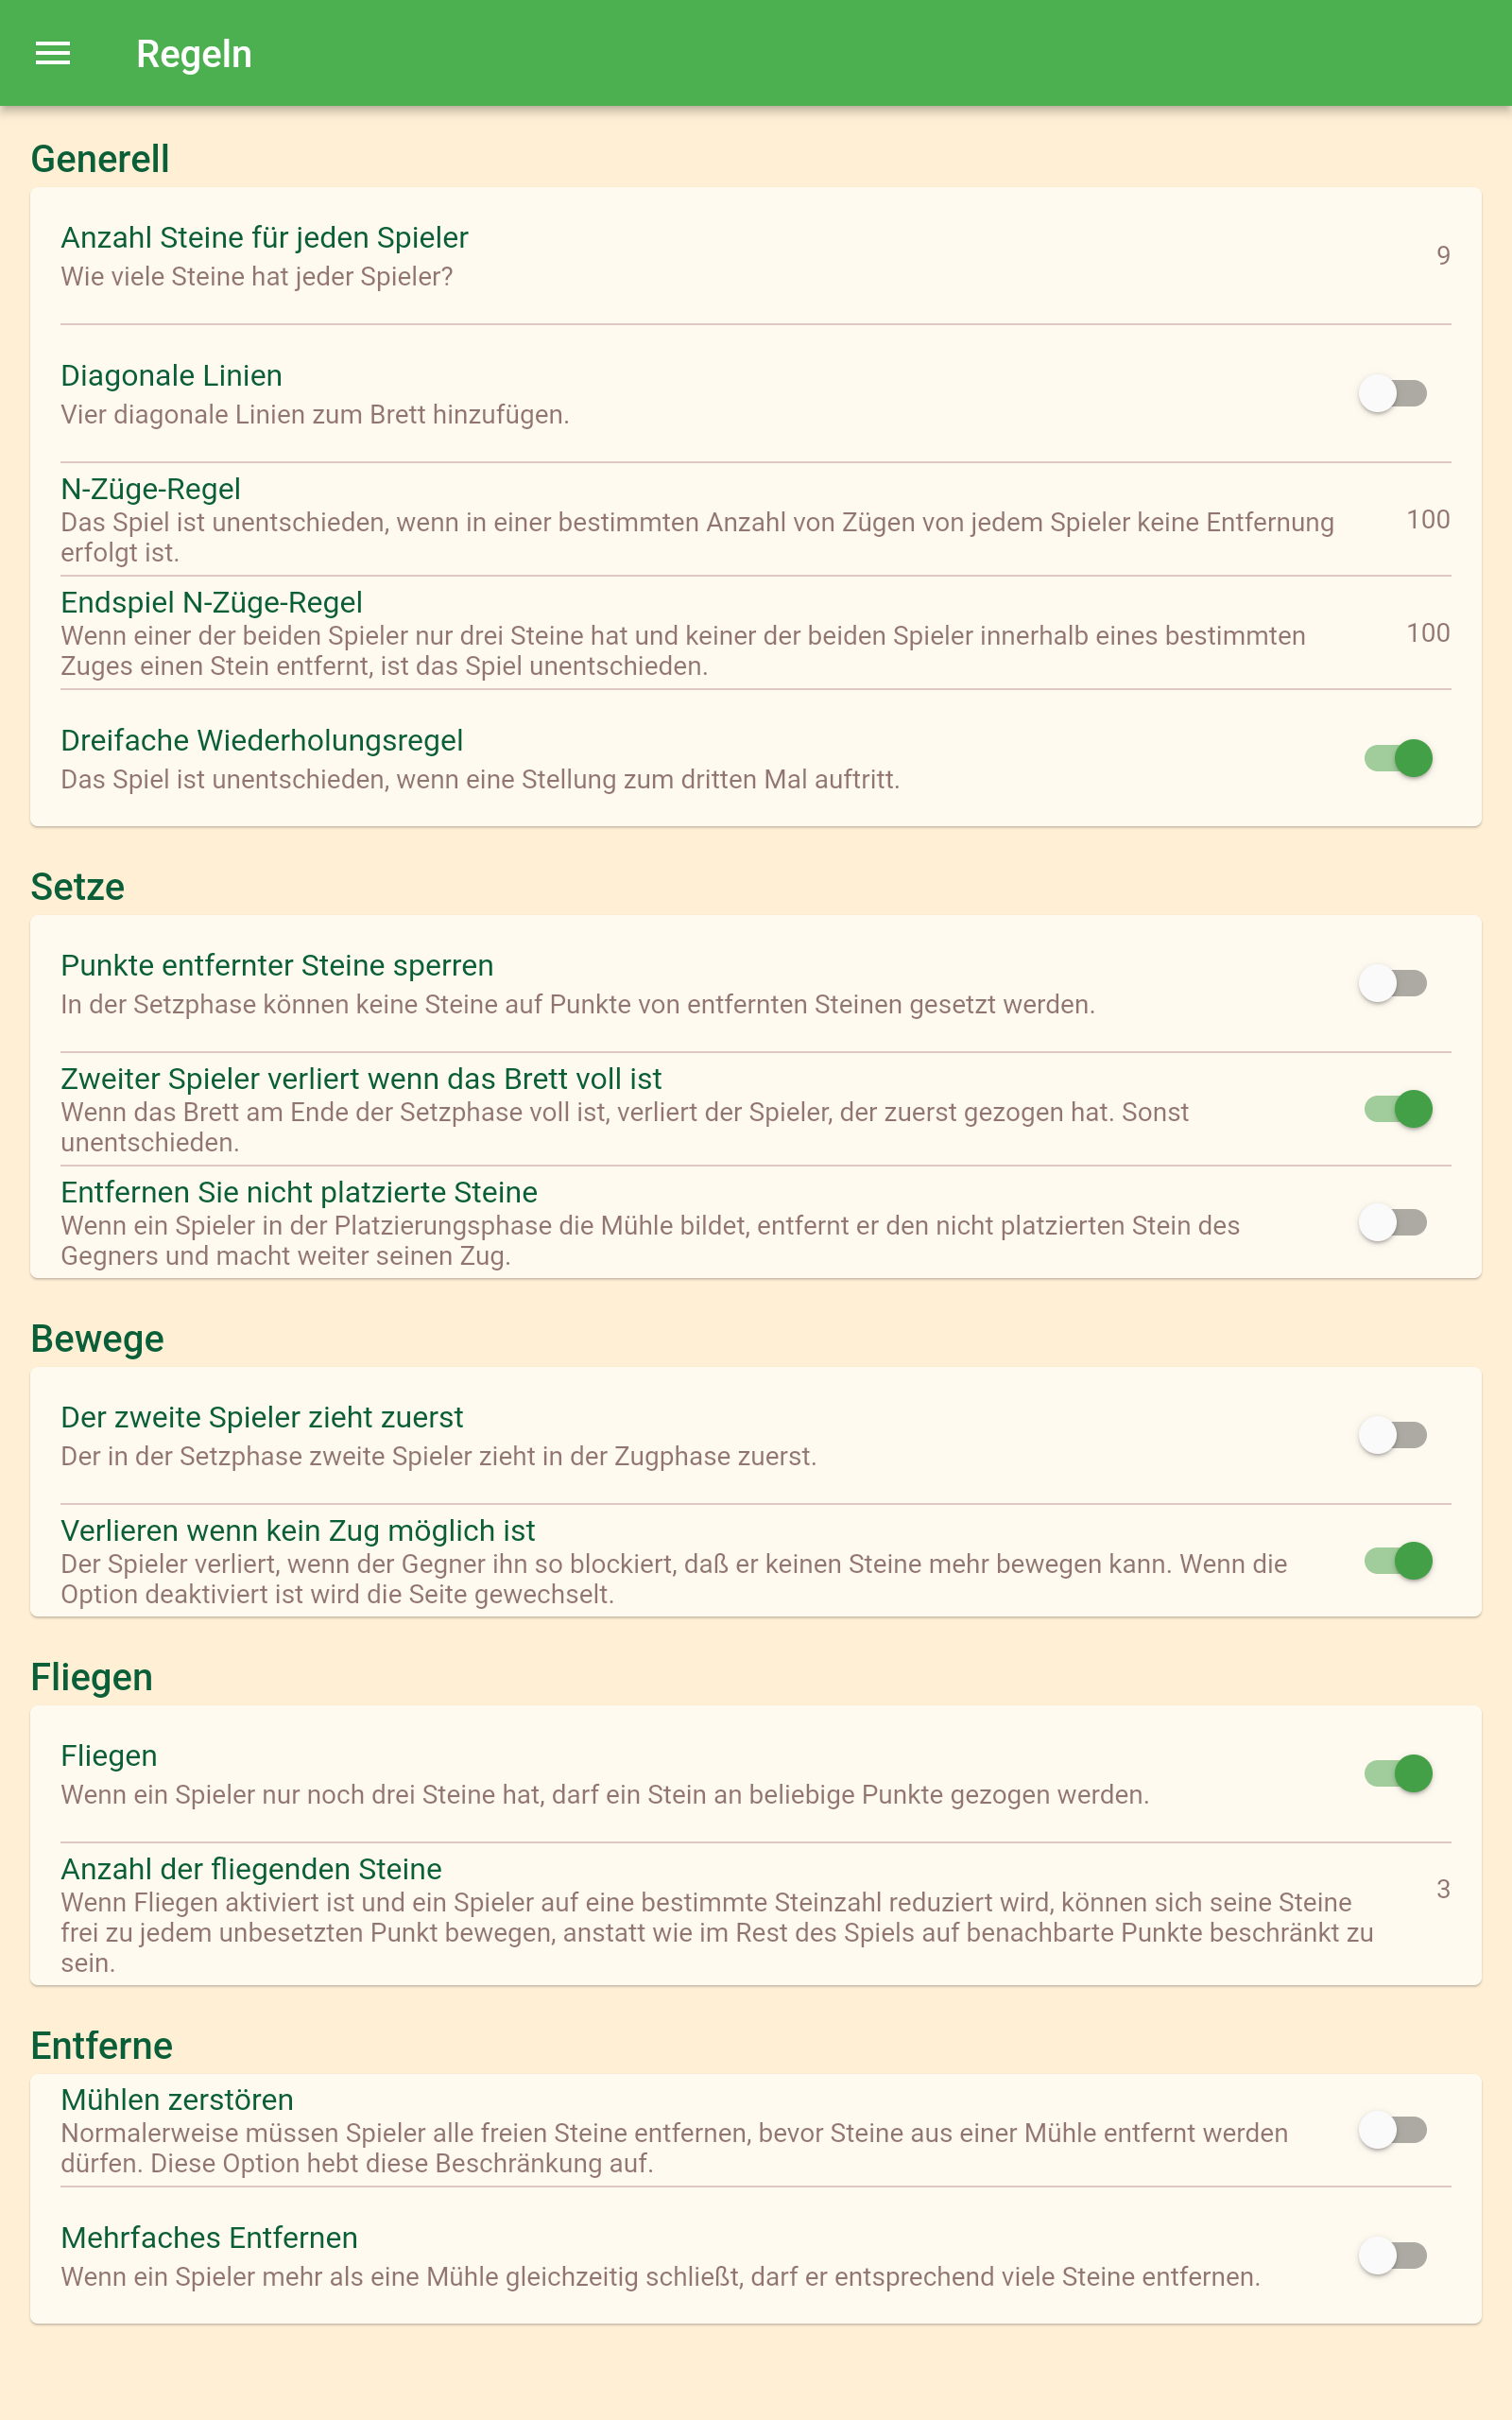 Regeln
Generell
Anzahl Steine für jeden Spieler
Wie viele Steine hat jeder Spieler?
9
Diagonale Linien
Vier diagonale Linien zum Brett hinzufügen.
N-Züge-Regel
Das Spiel ist unentschieden, wenn in einer bestimmten Anzahl von Zügen von jedem Spieler keine Entfernung
erfolgt ist.
100
Endspiel N-Züge-Regel
Wenn einer der beiden Spieler nur drei Steine hat und keiner der beiden Spieler innerhalb eines bestimmten
Zuges einen Stein entfernt, ist das Spiel unentschieden.
100
Dreifache Wiederholungsregel
Das Spiel ist unentschieden, wenn eine Stellung zum dritten Mal auftritt.
Setze
Punkte entfernter Steine sperren
In der Setzphase können keine Steine auf Punkte von entfernten Steinen gesetzt werden.
Zweiter Spieler verliert wenn das Brett voll ist
Wenn das Brett am Ende der Setzphase voll ist, verliert der Spieler, der zuerst gezogen hat. Sonst
unentschieden.
Entfernen Sie nicht platzierte Steine
Wenn ein Spieler in der Platzierungsphase die Mühle bildet, entfernt er den nicht platzierten Stein des
Gegners und macht weiter seinen Zug.
Bewege
Der zweite Spieler zieht zuerst
Der in der Setzphase zweite Spieler zieht in der Zugphase zuerst.
Verlieren wenn kein Zug möglich ist
Der Spieler verliert, wenn der Gegner ihn so blockiert, daß er keinen Steine mehr bewegen kann. Wenn die
Option deaktiviert ist wird die Seite gewechselt.
Fliegen
Fliegen
Wenn ein Spieler nur noch drei Steine hat, darf ein Stein an beliebige Punkte gezogen werden.
Anzahl der fliegenden Steine
Wenn Fliegen aktiviert ist und ein Spieler auf eine bestimmte Steinzahl reduziert wird, können sich seine Steine
frei zu jedem unbesetzten Punkt bewegen, anstatt wie im Rest des Spiels auf benachbarte Punkte beschränkt zu
sein.
3
Entferne
Mühlen zerstören
Normalerweise müssen Spieler alle freien Steine entfernen, bevor Steine aus einer Mühle entfernt werden
dürfen. Diese Option hebt diese Beschränkung auf.
Mehrfaches Entfernen
Wenn ein Spieler mehr als eine Mühle gleichzeitig schließt, darf er entsprechend viele Steine entfernen.